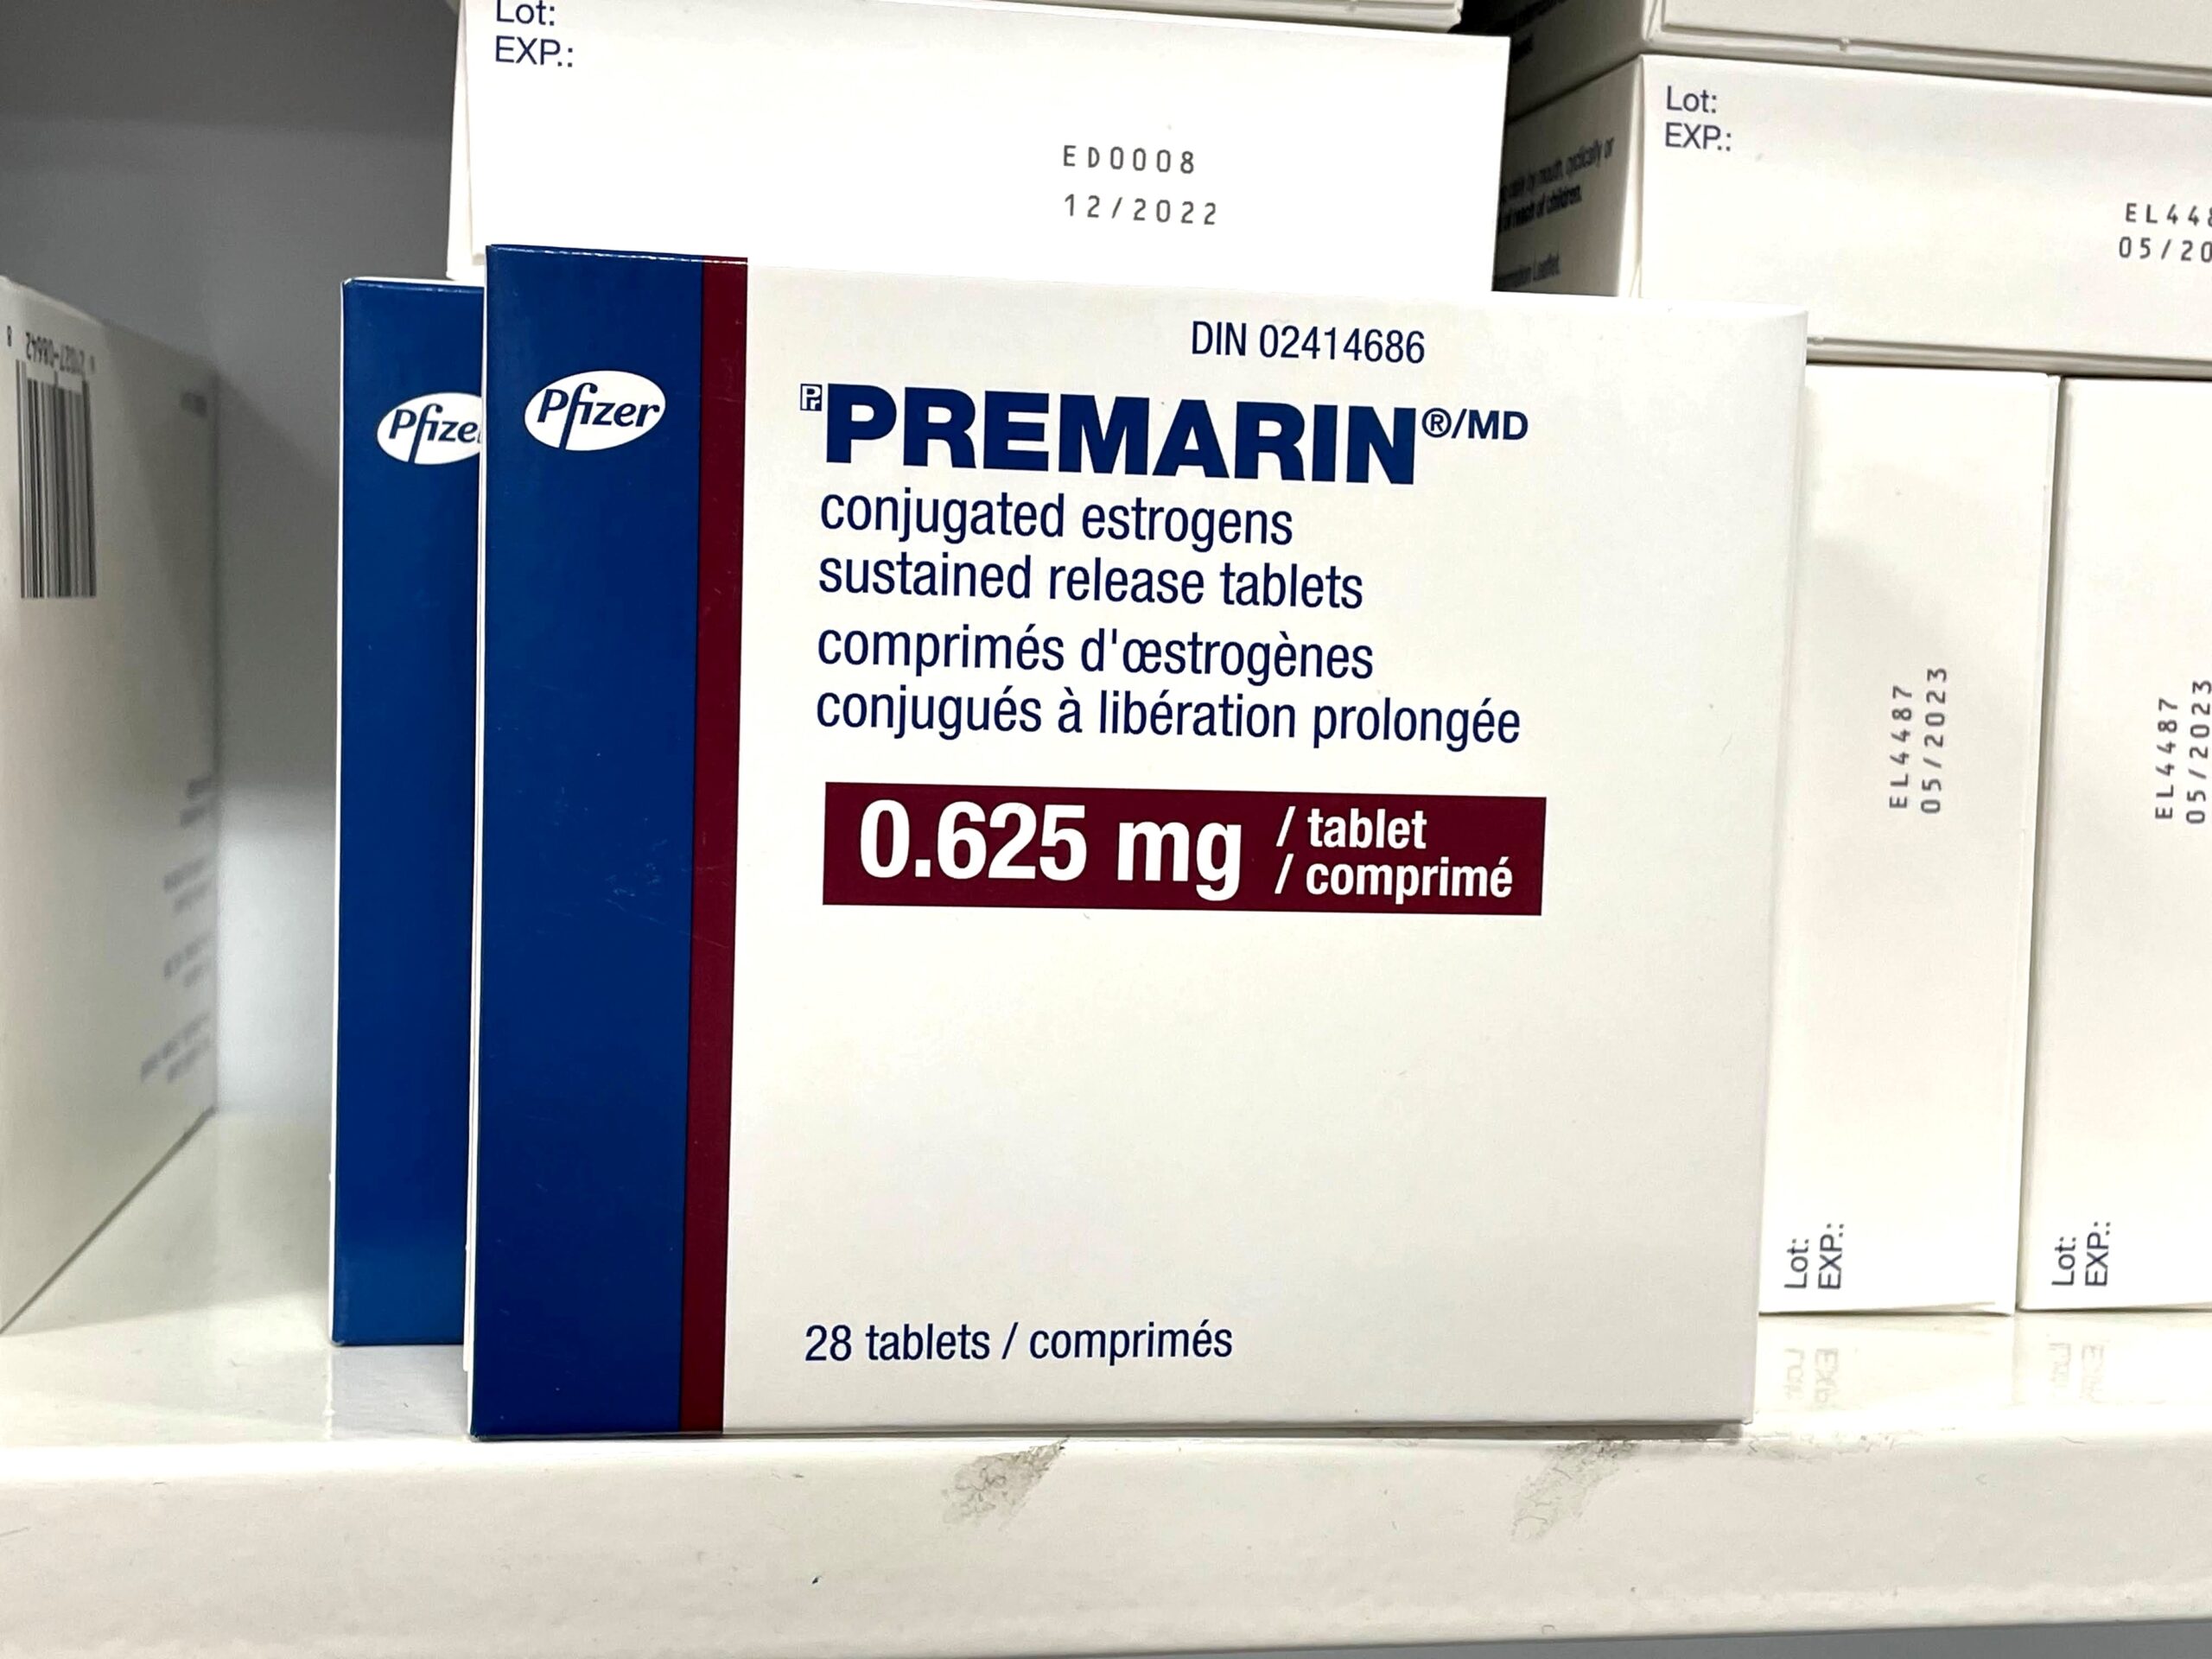 Lot:
EXP.:
ED0008
12/2022
Lot:
EXP.:
05/20
Pfizer
Pfizer
DIN 02414686
Pr PREMARIN®/MD
conjugated estrogens
sustained release tablets
comprimés d'œstrogènes
conjugués à libération prolongée
0.625 mg / tablet
/ comprimé
28 tablets / comprimés
Lot:
EXP.:
EL4487
05/2023
Lot:
EXP.:
EL4487
05/2023